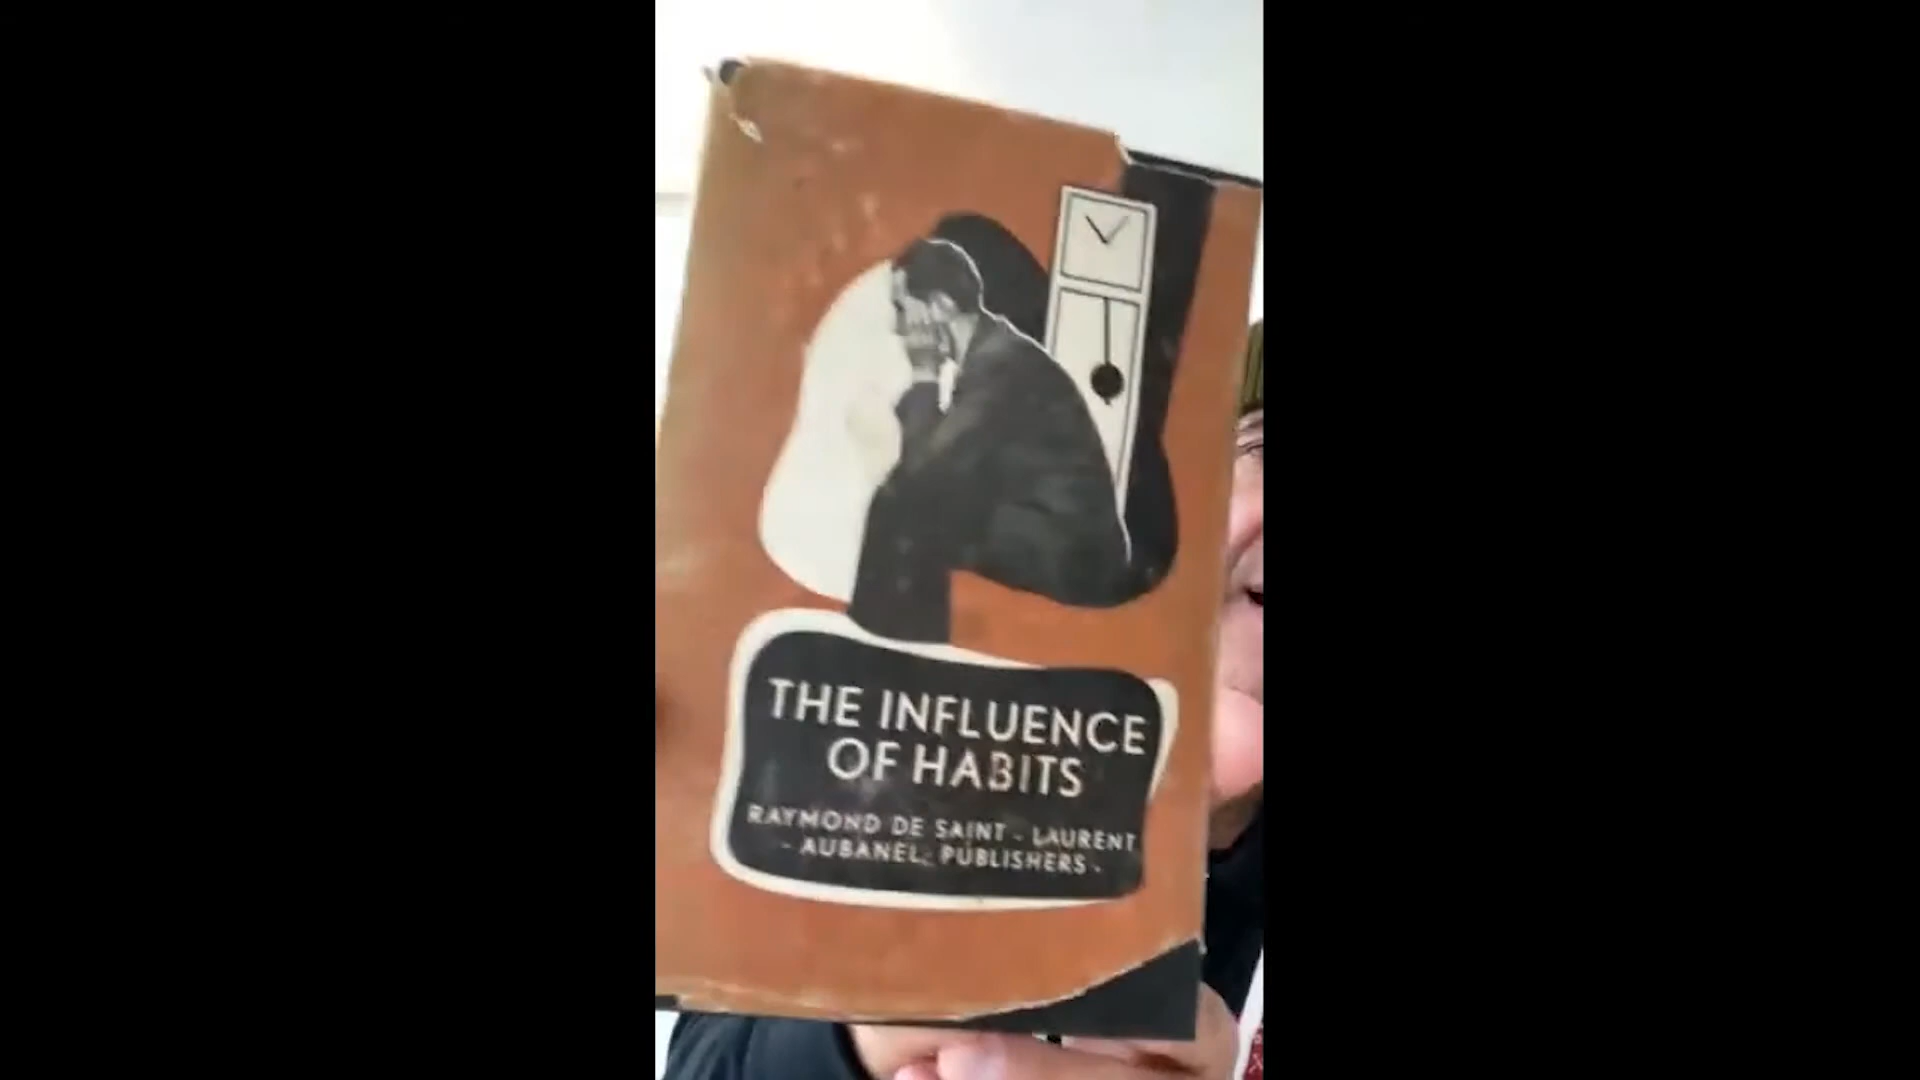 THE INFLUENCE
OF HABITS
RAYMOND DE SAINT - LAURENT
- AUBANEL PUBLISHERS -